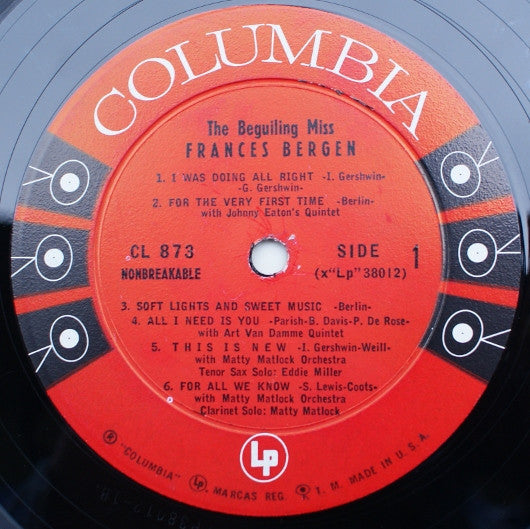 COLUMBIA
The Beguiling Miss
FRANCES BERGEN
1. I WAS DOING ALL RIGHT -I. Gershwin-
-G. Gershwin-
2. FOR THE VERY FIRST TIME -Berlin-
with Johnny Eaton's Quintet
CL 873
NONBREAKABLE
SIDE 1
(x"Lp" 38012)
3. SOFT LIGHTS AND SWEET MUSIC -Berlin-
4. ALL I NEED IS YOU -Parish-B. Davis-P. De Rose-
with Art Van Damme Quintet
5. THIS IS NEW -I. Gershwin-Weill-
with Matty Matlock Orchestra
Tenor Sax Solo: Eddie Miller
6. FOR ALL WE KNOW -S. Lewis-Coots-
with Matty Matlock Orchestra
Clarinet Solo: Matty Matlock
Lp
® "COLUMBIA" Lp MARCAS REG ® T. M. MADE IN U.S.A.